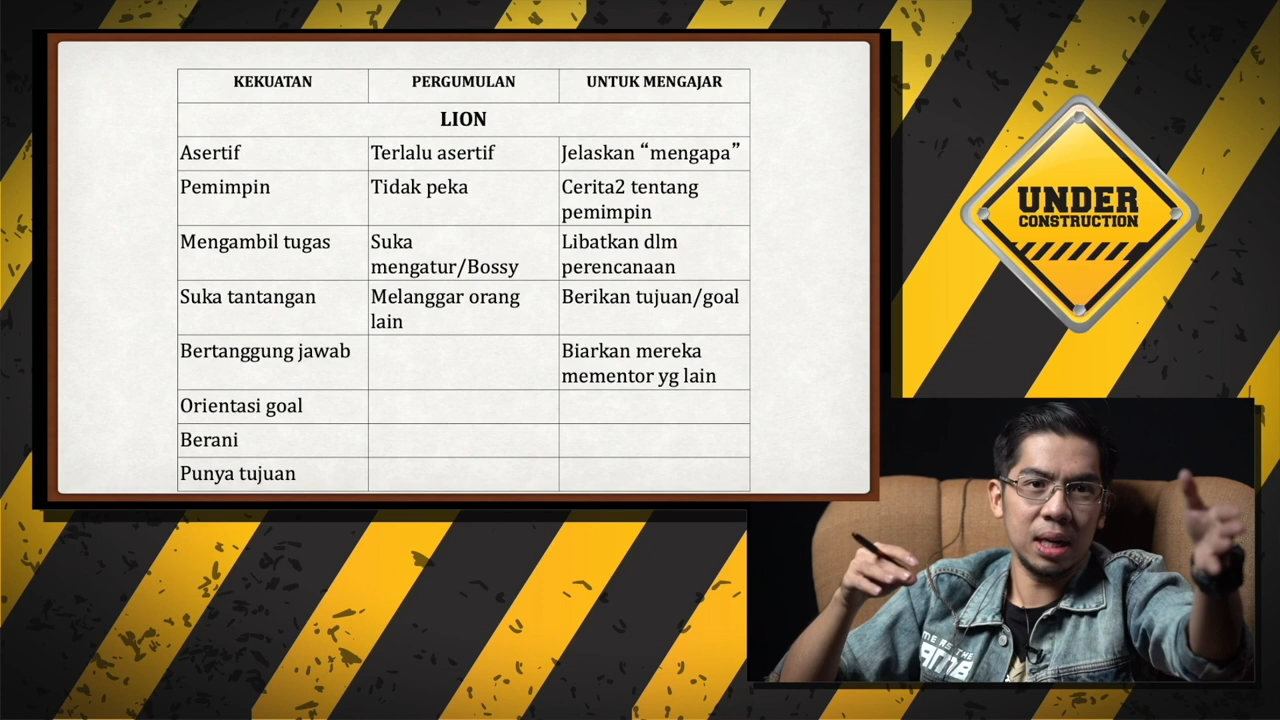 KEKUATAN PERGUMULAN UNTUK MENGAJAR
LION
Asertif Terlalu asertif Jelaskan “mengapa”
Pemimpin Tidak peka Cerita2 tentang
pemimpin
Mengambil tugas Suka Libatkan dlm
mengatur/Bossy perencanaan
Suka tantangan Melanggar orang Berikan tujuan/goal
lain
Bertanggung jawab Biarkan mereka
mementor yg lain
Orientasi goal
Berani
Punya tujuan
UNDER
CONSTRUCTION